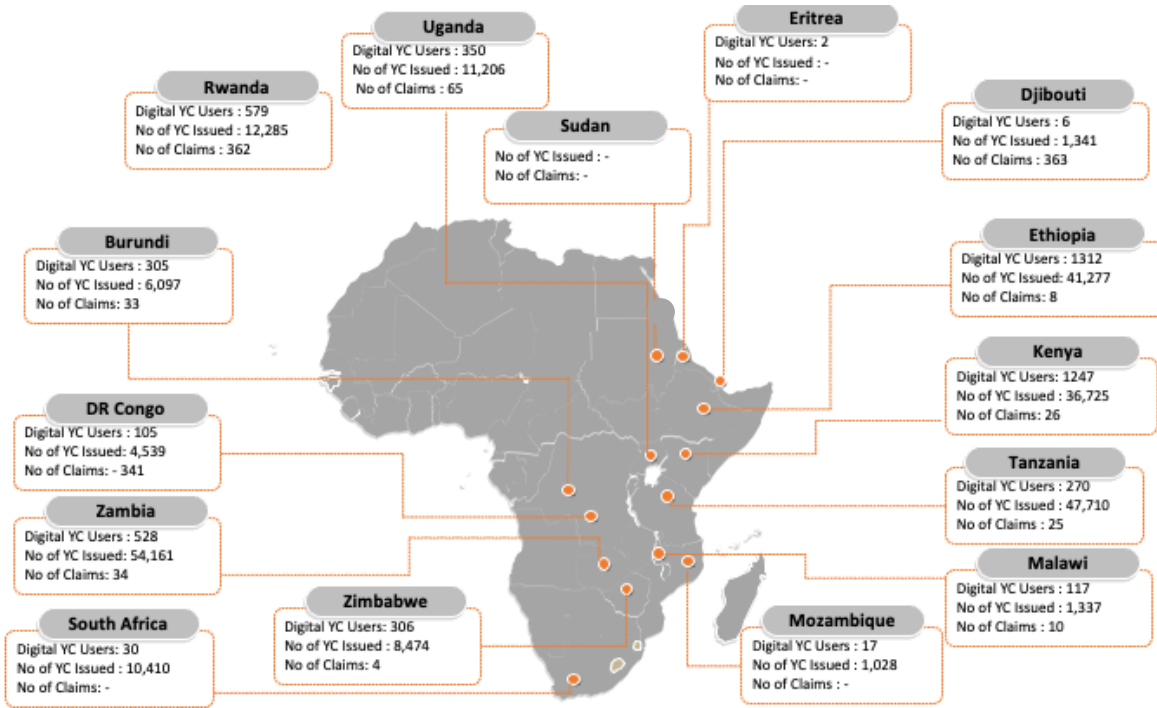 Uganda
Digital YC Users : 350
No of YC Issued : 11,206
No of Claims : 65
Eritrea
Digital YC Users: 2
No of YC Issued : -
No of Claims: -
Rwanda
Digital YC Users : 579
No of YC Issued : 12,285
No of Claims : 362
Sudan
No of YC Issued : -
No of Claims: -
Djibouti
Digital YC Users : 6
No of YC Issued : 1,341
No of Claims : 363
Burundi
Digital YC Users : 305
No of YC Issued : 6,097
No of Claims: 33
Ethiopia
Digital YC Users : 1312
No of YC Issued: 41,277
No of Claims : 8
Kenya
Digital YC Users: 1247
No of YC Issued : 36,725
No of Claims : 26
DR Congo
Digital YC Users : 105
No of YC Issued: 4,539
No of Claims: - 341
Tanzania
Digital YC Users : 270
No of YC Issued : 47,710
No of Claims : 25
Zambia
Digital YC Users : 528
No of YC Issued: 54,161
No of Claims : 34
Malawi
Digital YC Users : 117
No of YC Issued : 1,337
No of Claims : 10
Zimbabwe
Digital YC Users: 306
No of YC Issued : 8,474
No of Claims : 4
Mozambique
Digital YC Users : 17
No of YC Issued : 1,028
No of Claims : -
South Africa
Digital YC Users: 30
No of YC Issued : 10,410
No of Claims: -